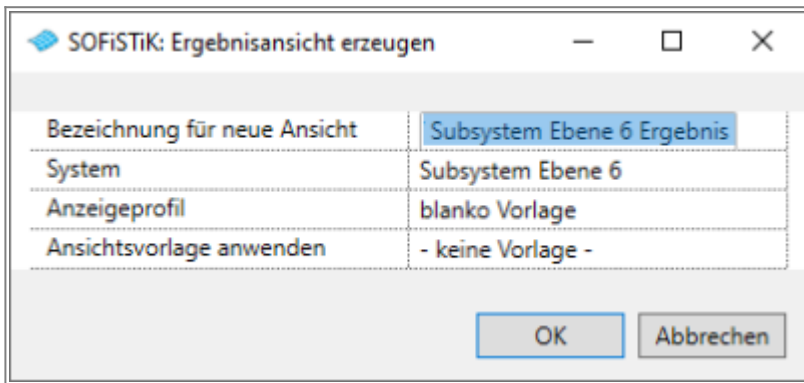 SOFiSTiK: Ergebnisansicht erzeugen
Bezeichnung für neue Ansicht Subsystem Ebene 6 Ergebnis
System Subsystem Ebene 6
Anzeigeprofil blanko Vorlage
Ansichtsvorlage anwenden - keine Vorlage -
OK Abbrechen